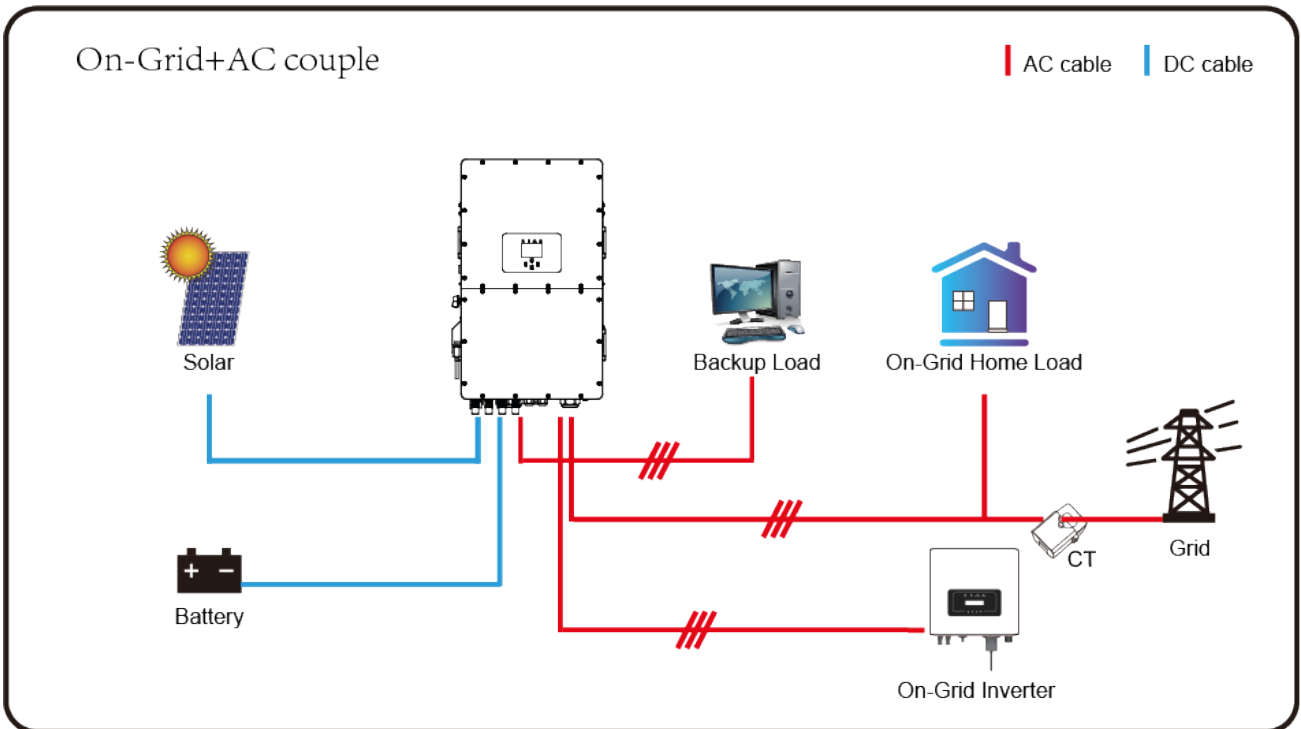 On-Grid+AC couple
AC cable
DC cable
Solar
Backup Load
On-Grid Home Load
CT
Grid
Battery
+ −
On-Grid Inverter